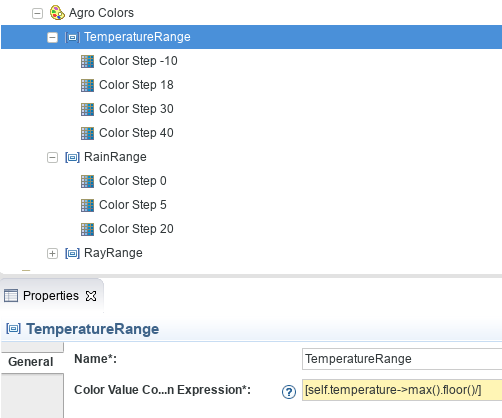 Agro Colors
TemperatureRange
Color Step -10
Color Step 18
Color Step 30
Color Step 40
RainRange
Color Step 0
Color Step 5
Color Step 20
RayRange
Properties
TemperatureRange
General
Name*: TemperatureRange
Color Value Co...n Expression*: [self.temperature->max().floor()/]